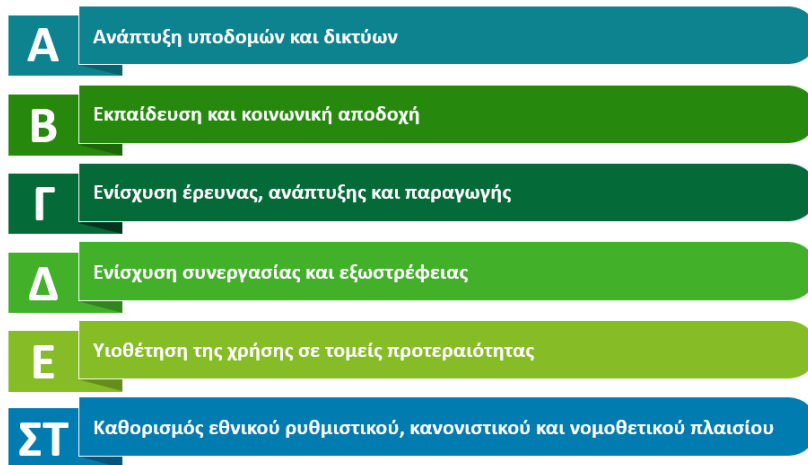 Α Ανάπτυξη υποδομών και δικτύων
Β Εκπαίδευση και κοινωνική αποδοχή
Γ Ενίσχυση έρευνας, ανάπτυξης και παραγωγής
Δ Ενίσχυση συνεργασίας και εξωστρέφειας
Ε Υιοθέτηση της χρήσης σε τομείς προτεραιότητας
ΣΤ Καθορισμός εθνικού ρυθμιστικού, κανονιστικού και νομοθετικού πλαισίου